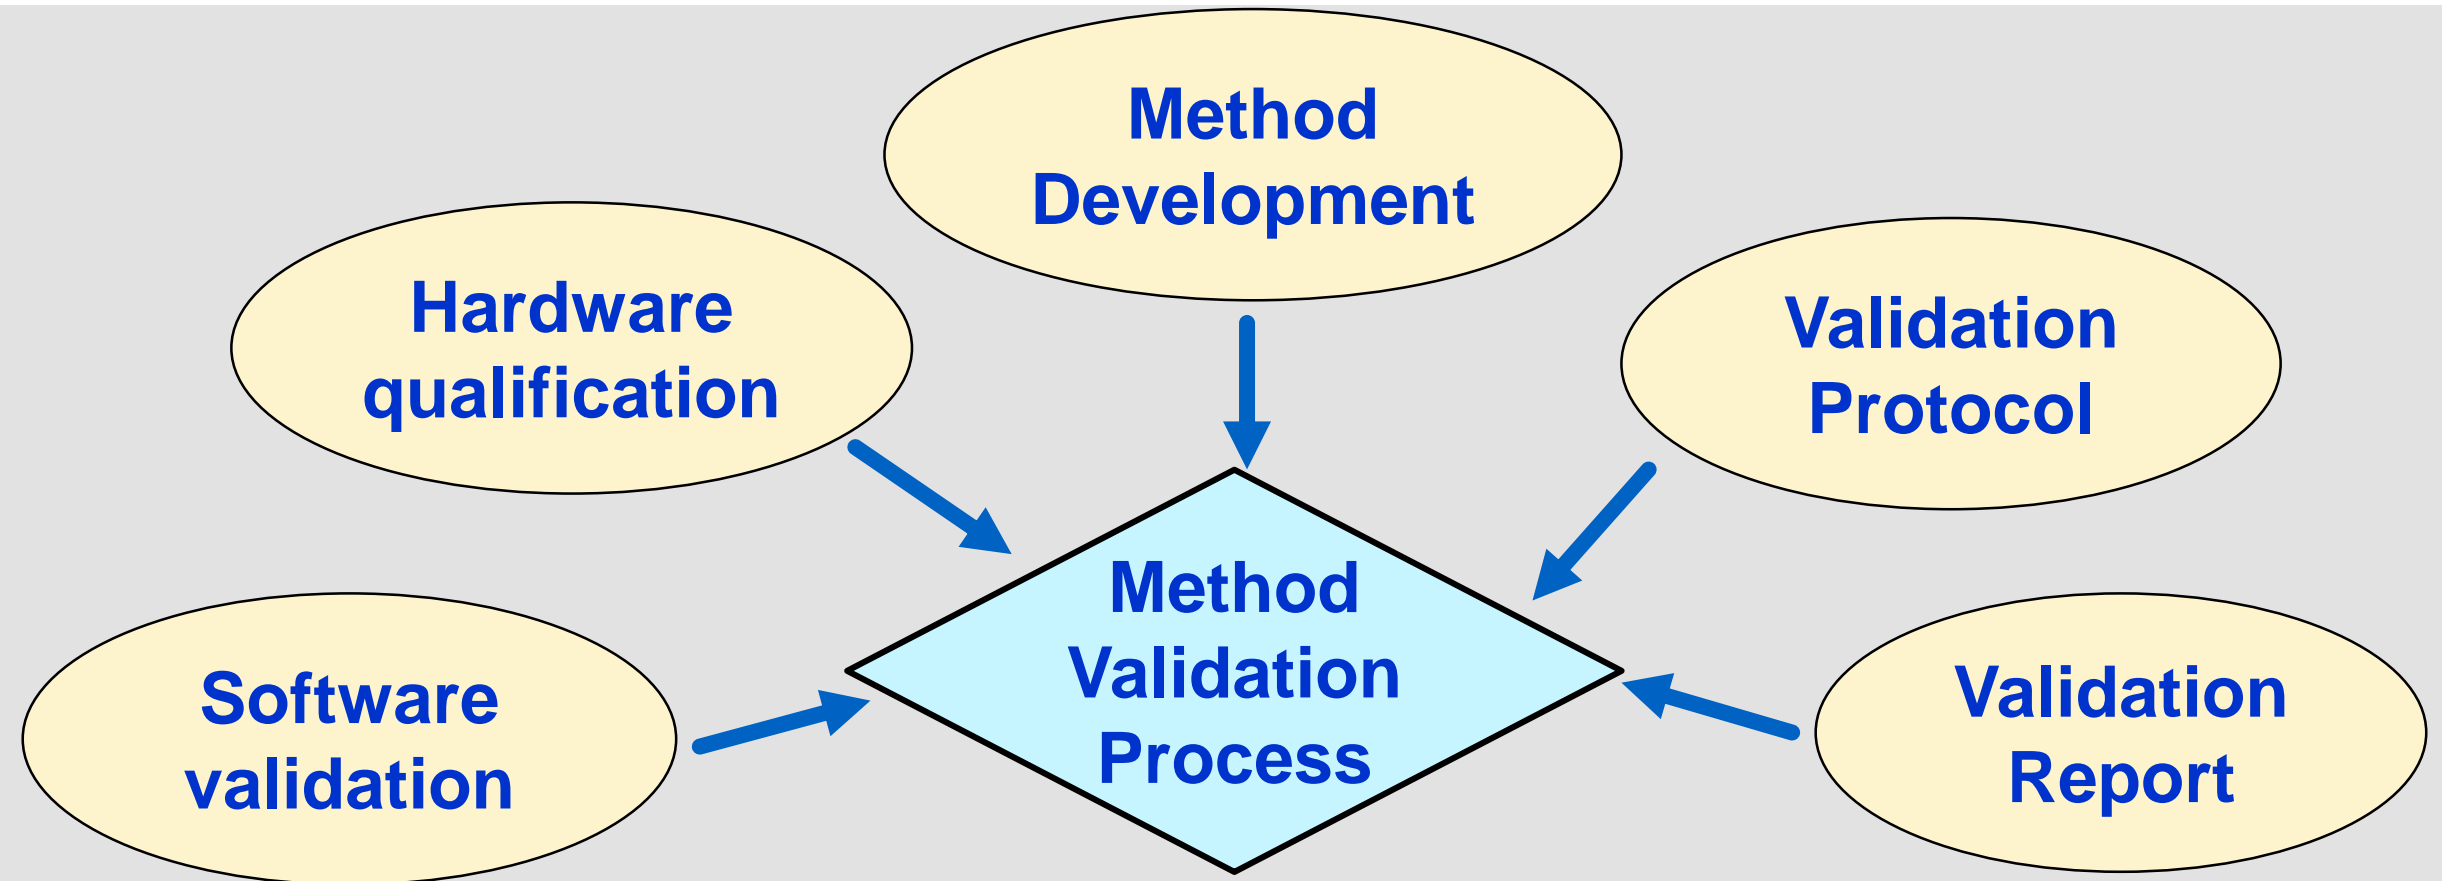 Method
Development
Hardware
qualification
Validation
Protocol
Method
Validation
Process
Software
validation
Validation
Report